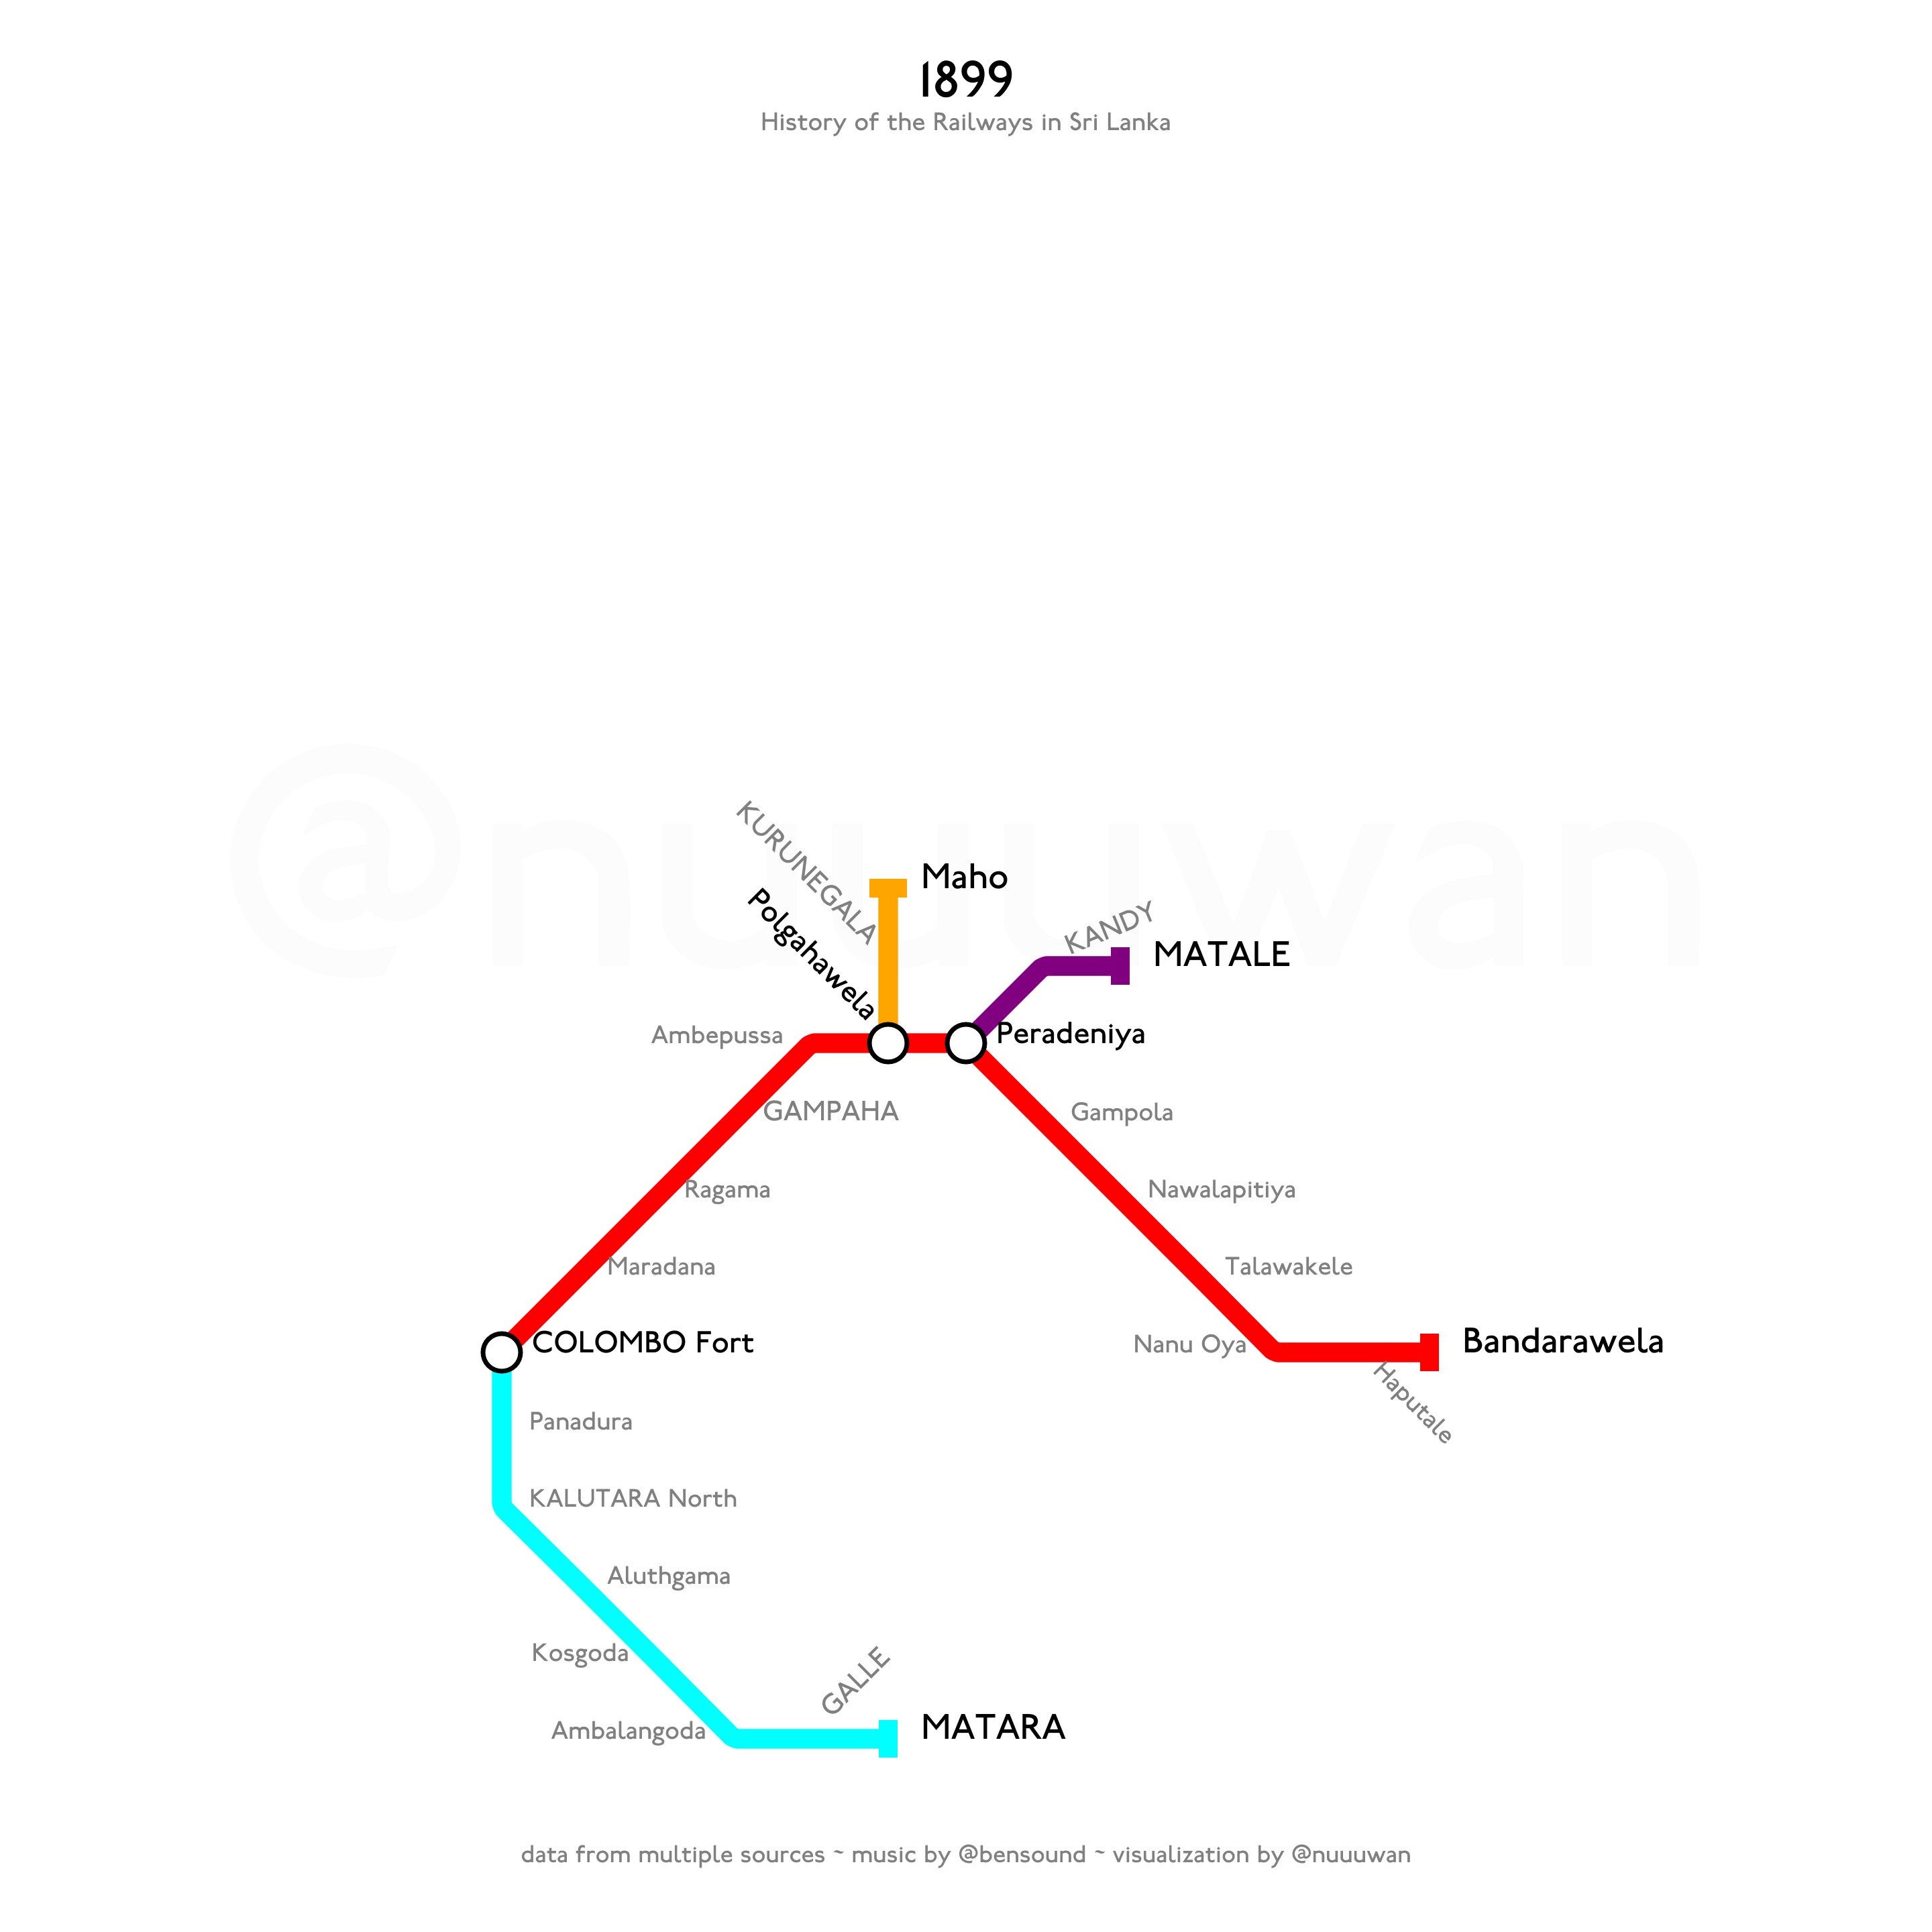 1899
History of the Railways in Sri Lanka
@nuuuwan
KURUNEGALA
Maho
Polgahawela
KANDY
MATALE
Ambepussa
Peradeniya
GAMPAHA
Gampola
Ragama
Nawalapitiya
Maradana
Talawakele
COLOMBO Fort
Nanu Oya
Bandarawela
Haputale
Panadura
KALUTARA North
Aluthgama
Kosgoda
GALLE
Ambalangoda
MATARA
data from multiple sources ~ music by @bensound ~ visualization by @nuuuwan